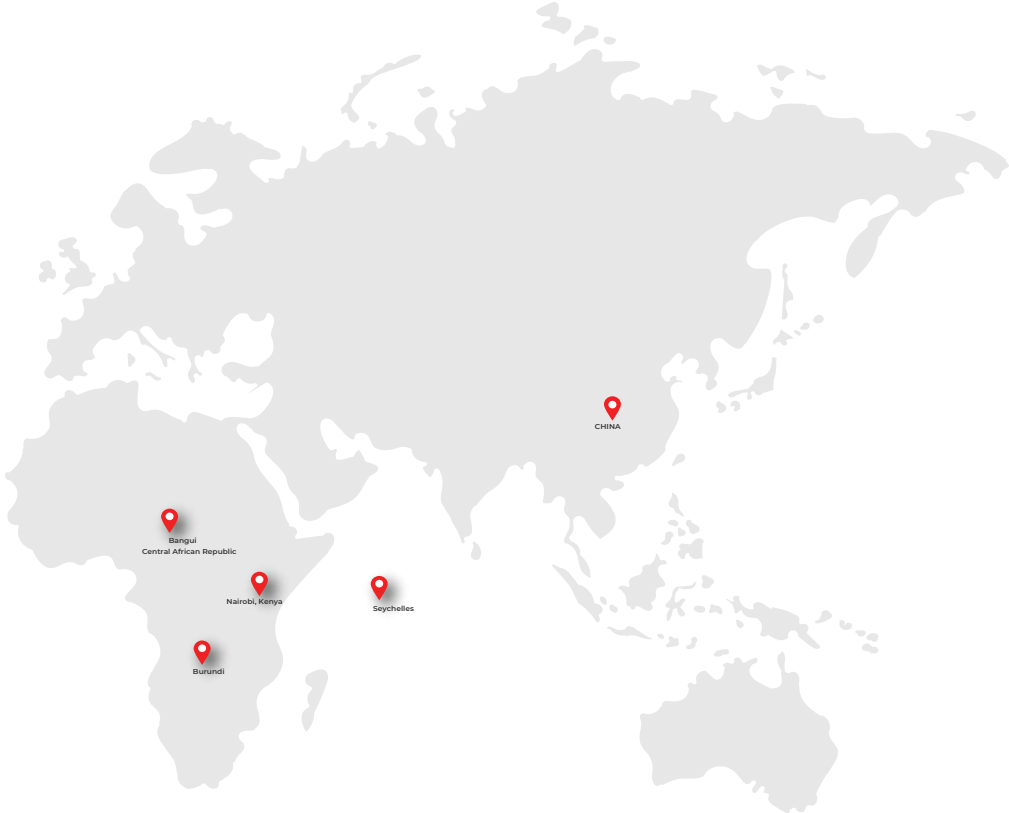 CHINA
Bangui
Central African Republic
Nairobi, Kenya
Seychelles
Burundi